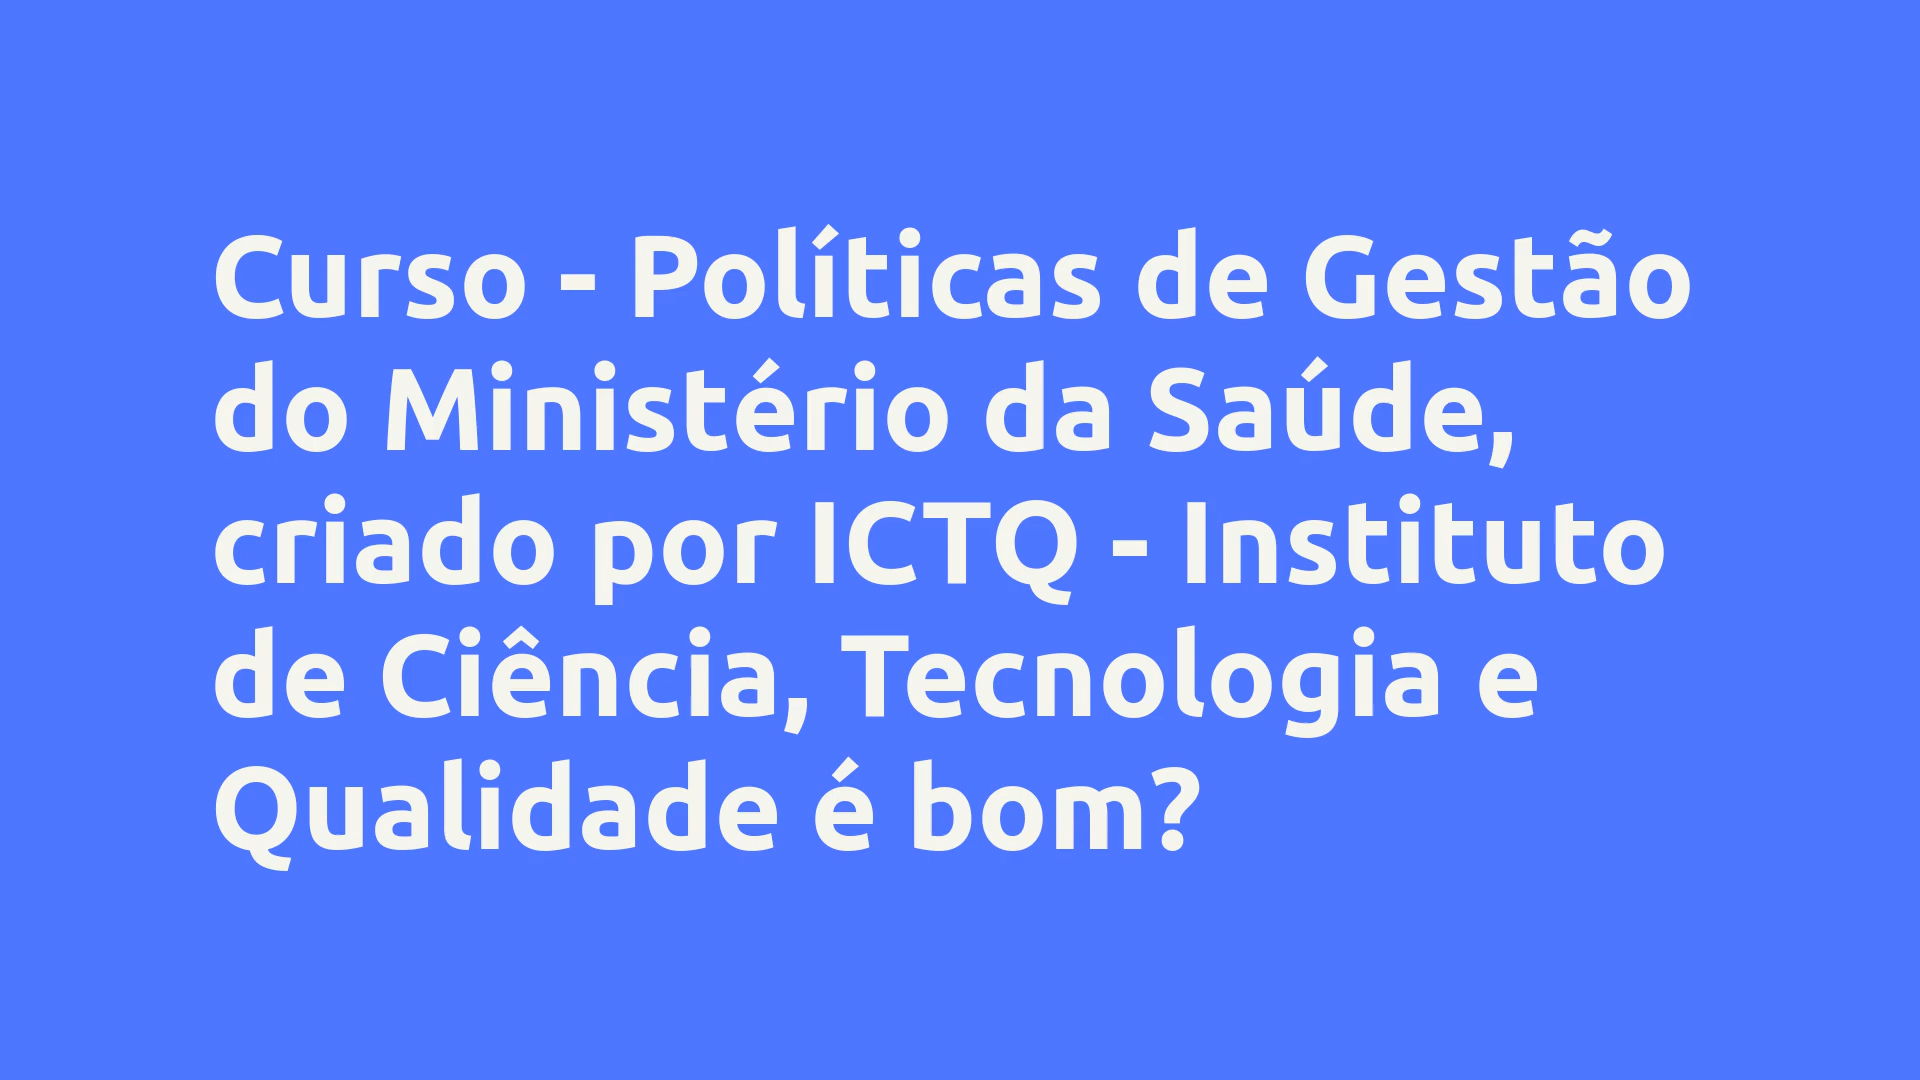 Curso - Políticas de Gestão
do Ministério da Saúde,
criado por ICTQ - Instituto
de Ciência, Tecnologia e
Qualidade é bom?